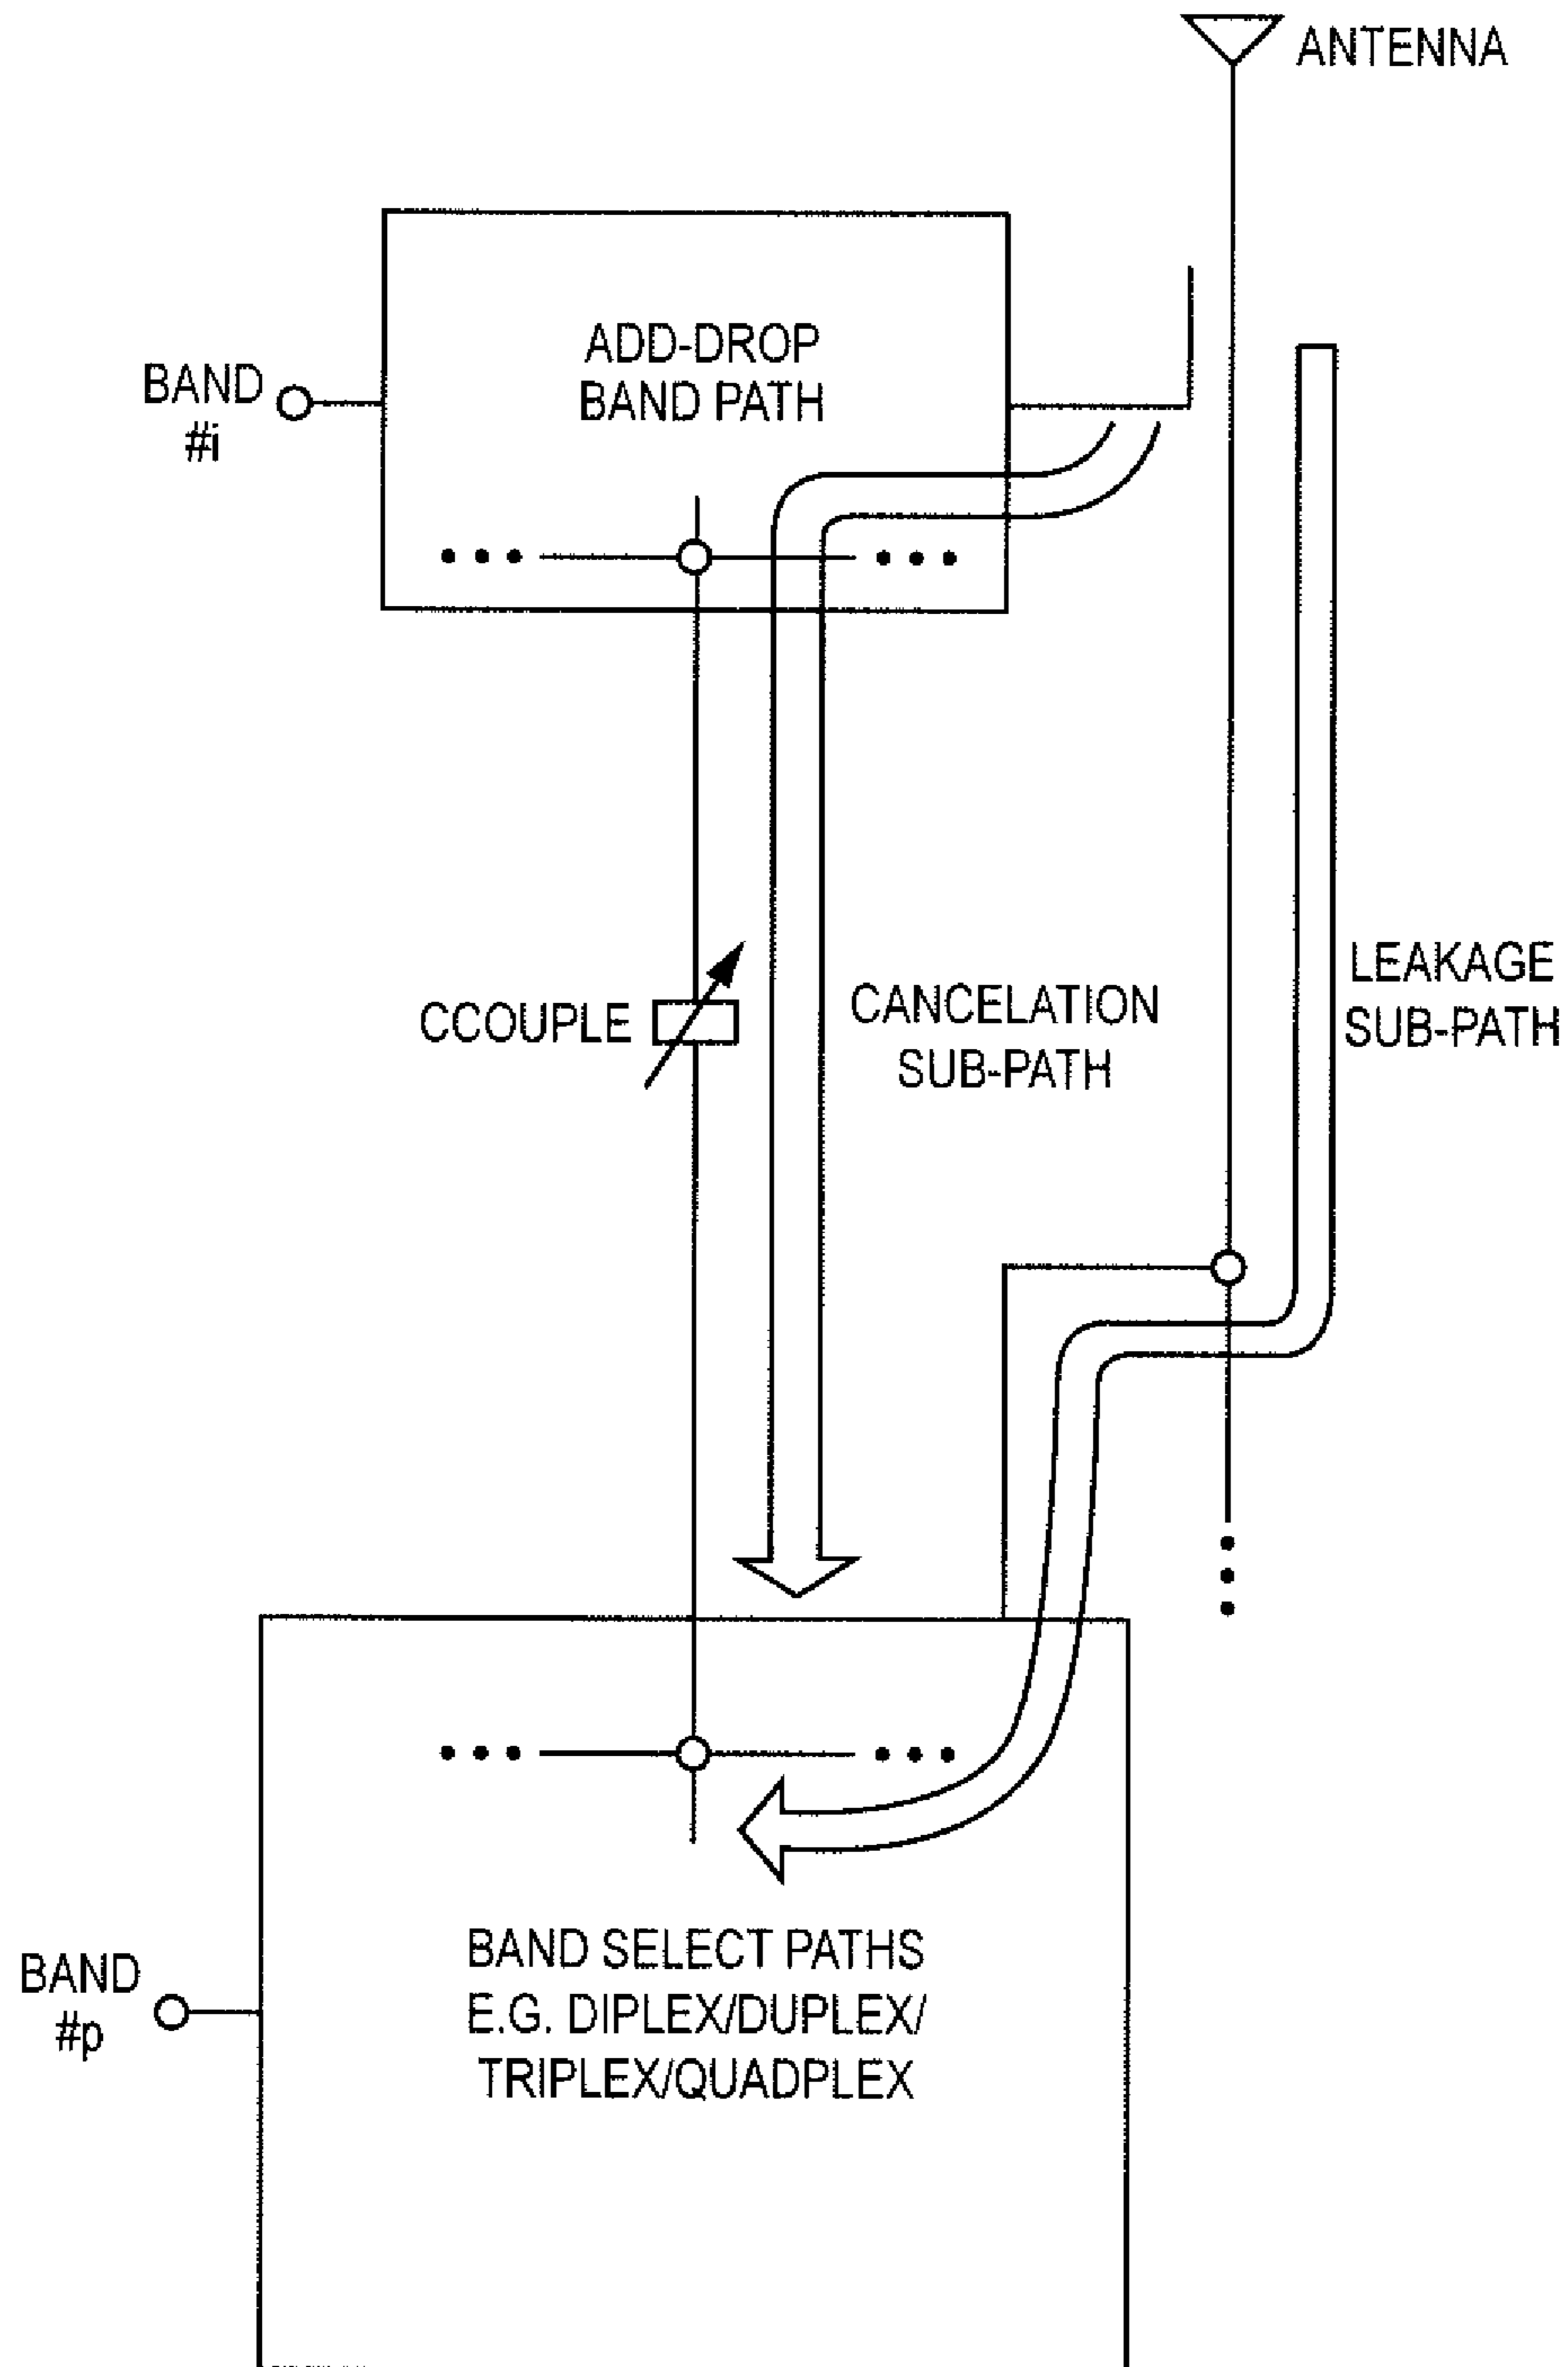 ANTENNA
ADD-DROP
BAND PATH
BAND
#i
CCOUPLE
CANCELATION
SUB-PATH
LEAKAGE
SUB-PATH
BAND SELECT PATHS
E.G. DIPLEX/DUPLEX/
TRIPLEX/QUADPLEX
BAND
#p